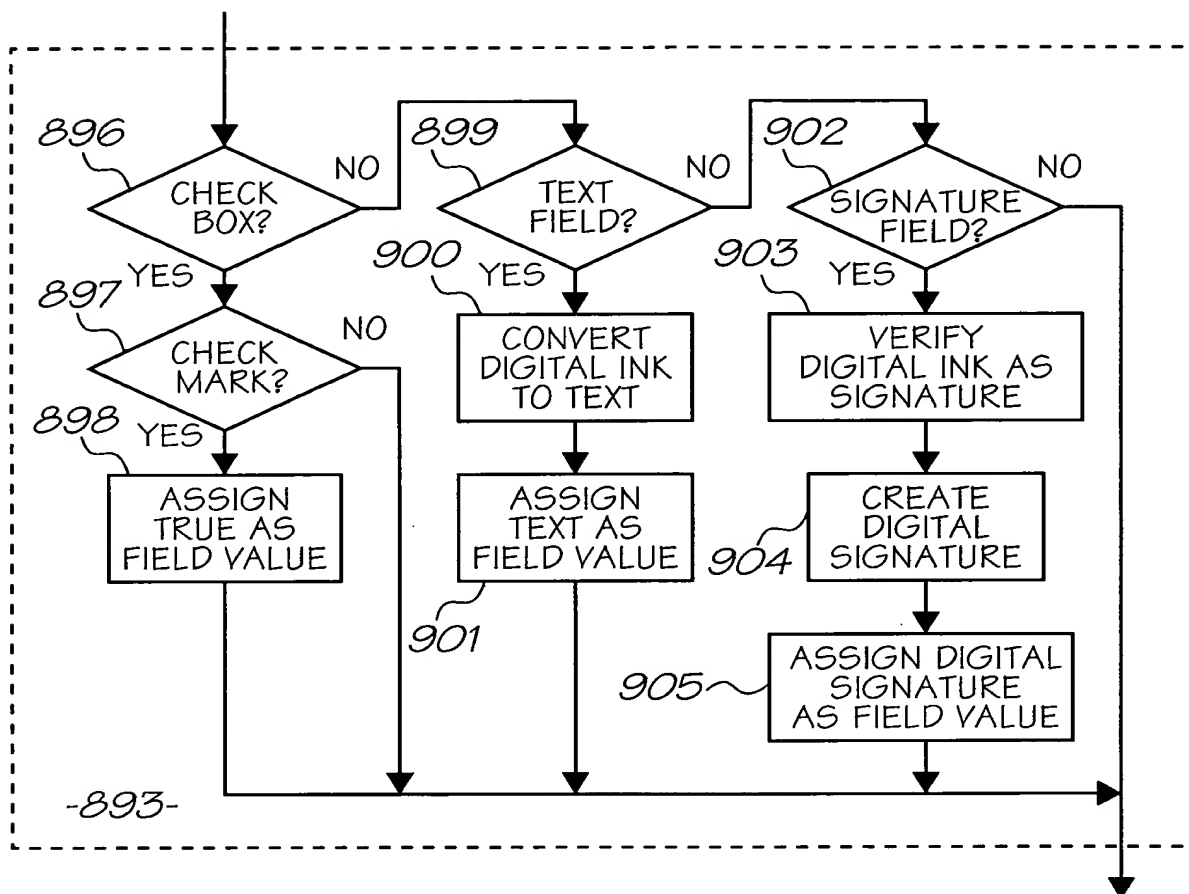 896
CHECK
BOX?
NO
YES
897
CHECK
MARK?
NO
YES
898
ASSIGN
TRUE AS
FIELD VALUE
899
TEXT
FIELD?
NO
YES
900
CONVERT
DIGITAL INK
TO TEXT
ASSIGN
TEXT AS
FIELD VALUE
901
902
SIGNATURE
FIELD?
NO
YES
903
VERIFY
DIGITAL INK AS
SIGNATURE
CREATE
DIGITAL
SIGNATURE
904
ASSIGN DIGITAL
SIGNATURE
AS FIELD VALUE
905
-893-